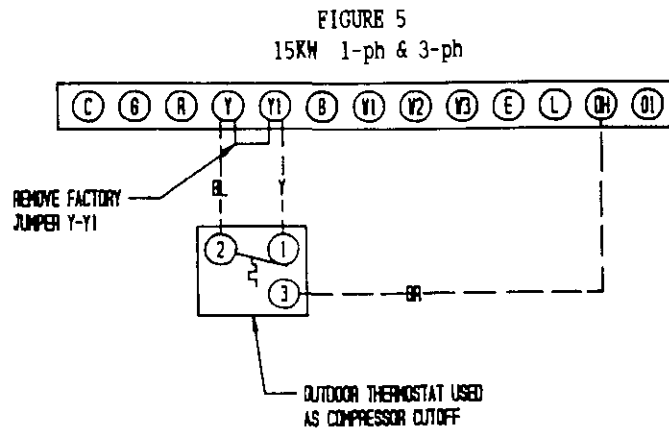 FIGURE 5
15KW 1-ph & 3-ph
C G R Y Y1 B W1 W2 W3 E L DH O1
REMOVE FACTORY
JUMPER Y-Y1
BL Y
2 1
3 BR
OUTDOOR THERMOSTAT USED
AS COMPRESSOR CUTOFF